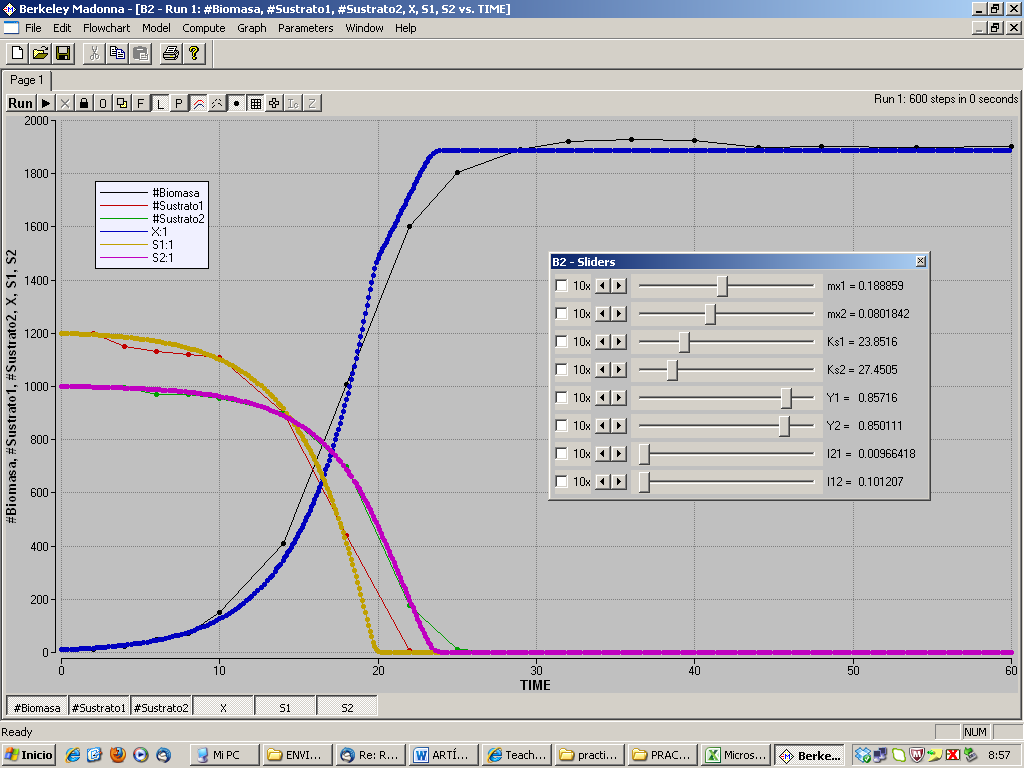 Berkeley Madonna - [B2 - Run 1: #Biomasa, #Sustrato1, #Sustrato2, X, S1, S2 vs. TIME]
File Edit Flowchart Model Compute Graph Parameters Window Help
Page 1
Run O F L P Ic Z
Run 1: 600 steps in 0 seconds
#Biomasa, #Sustrato1, #Sustrato2, X, S1, S2
2000
1800
1600
1400
1200
1000
800
600
400
200
0
#Biomasa
#Sustrato1
#Sustrato2
X:1
S1:1
S2:1
B2 - Sliders
10x mx1 = 0.188859
10x mx2 = 0.0801842
10x Ks1 = 23.8516
10x Ks2 = 27.4505
10x Y1 = 0.85716
10x Y2 = 0.850111
10x I21 = 0.00966418
10x I12 = 0.101207
0 10 20 30 40 50 60
TIME
#Biomasa #Sustrato1 #Sustrato2 X S1 S2
Ready
NUM
Inicio Mi PC ENVI... Re: R... ARTÍ... Teach... practi... PRAC... Micros... Berke... 8:57